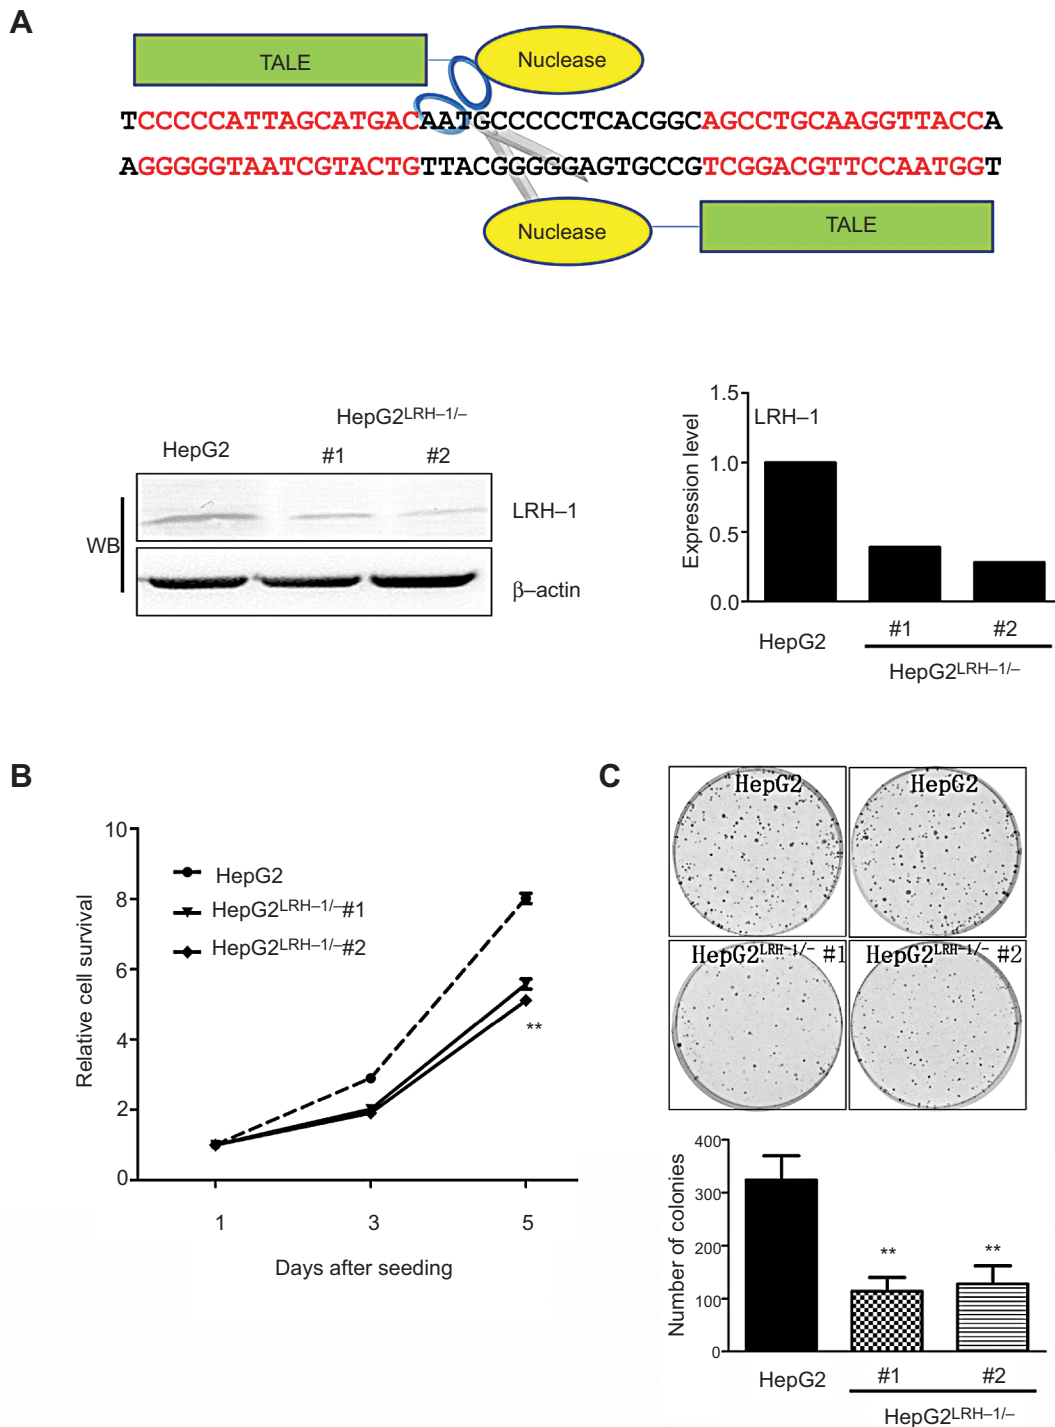 A
TALE
Nuclease
TCCCCCATTAGCATGACAATGCCCCCTCACGGCAGCCTGCAAGGTTACCA
AGGGGGTAATCGTACTGTTACGGGGGAGTGCCGTCGGACGTTCCAATGGT
Nuclease
TALE
HepG2
HepG2LRH–1/–
#1
#2
WB
LRH–1
β–actin
Expression level
1.5
1.0
0.5
0.0
LRH–1
HepG2
#1
#2
HepG2LRH–1/–
B
Relative cell survival
10
8
6
4
2
0
HepG2
HepG2LRH–1/–#1
HepG2LRH–1/–#2
**
1
3
5
Days after seeding
C
HepG2
HepG2
HepG2LRH-1/- #1
HepG2LRH-1/- #2
Number of colonies
400
300
200
100
0
**
**
HepG2
#1
#2
HepG2LRH–1/–